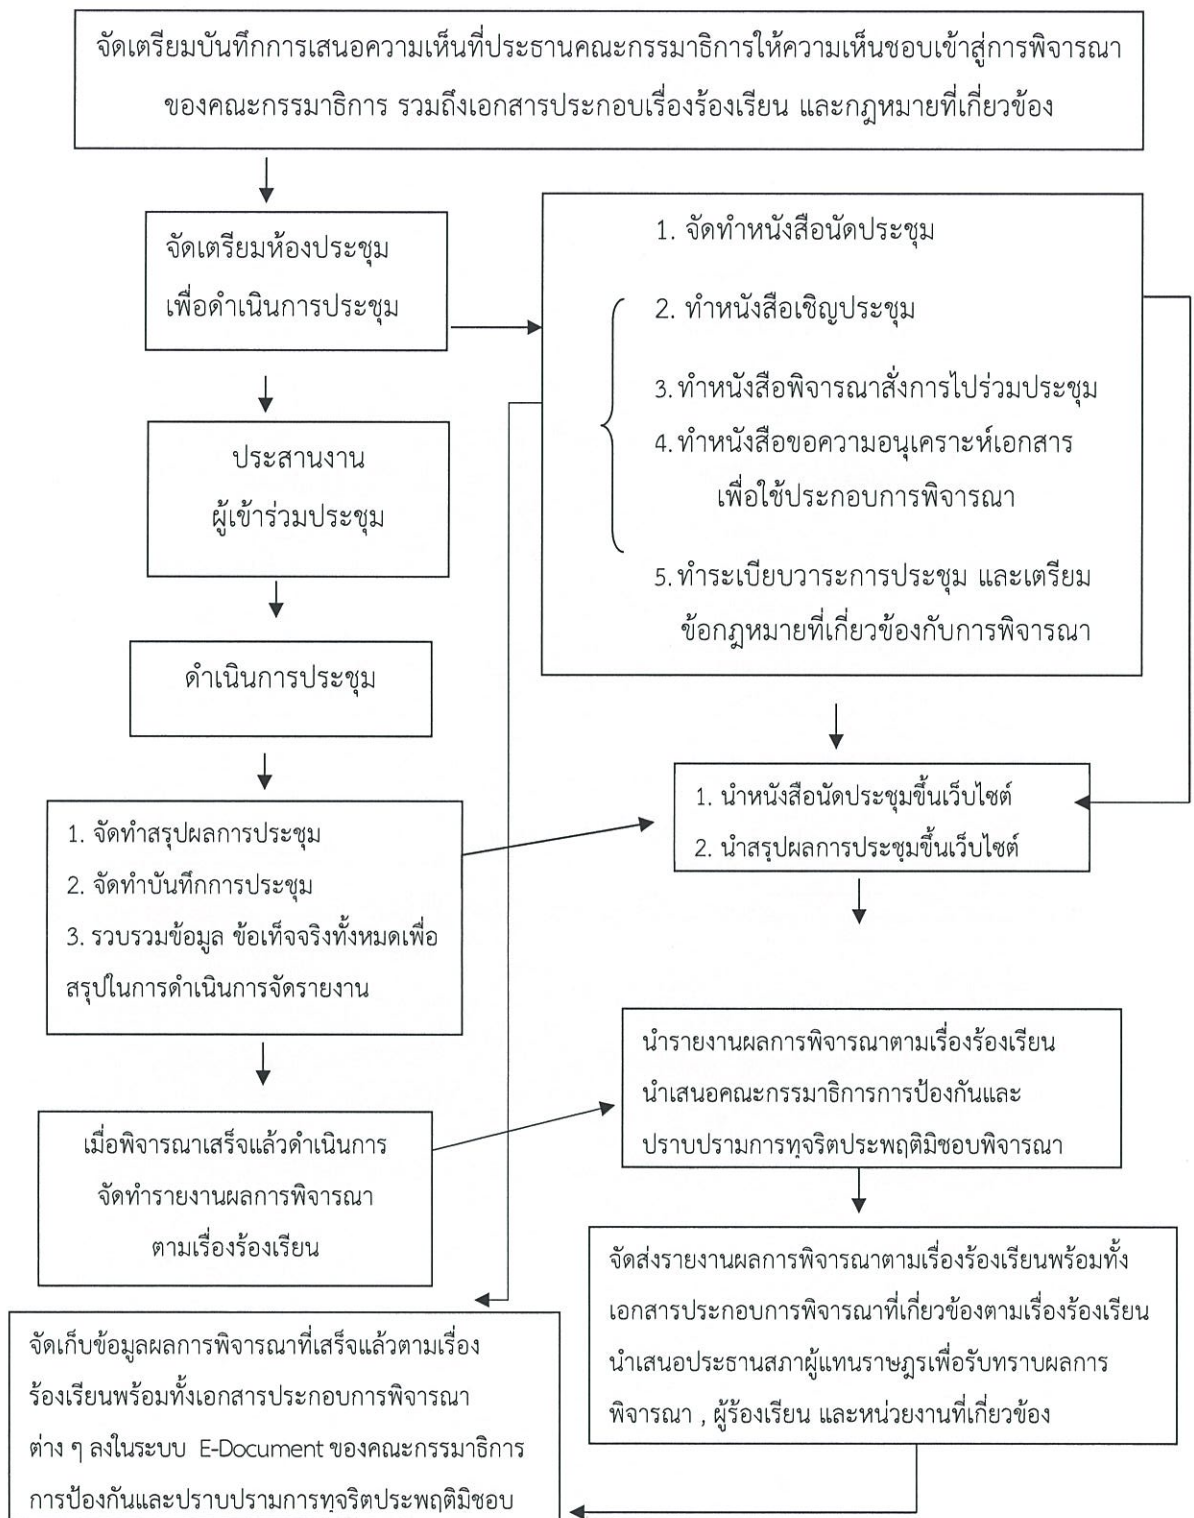 จัดเตรียมบันทึกการเสนอความเห็นที่ประธานคณะกรรมาธิการให้ความเห็นชอบเข้าสู่การพิจารณา
ของคณะกรรมาธิการ รวมถึงเอกสารประกอบเรื่องร้องเรียน และกฎหมายที่เกี่ยวข้อง
จัดเตรียมห้องประชุม
เพื่อดำเนินการประชุม
1. จัดทำหนังสือนัดประชุม
2. ทำหนังสือเชิญประชุม
3. ทำหนังสือพิจารณาสั่งการไปร่วมประชุม
4. ทำหนังสือขอความอนุเคราะห์เอกสาร
เพื่อใช้ประกอบการพิจารณา
5. ทำระเบียบวาระการประชุม และเตรียม
ข้อกฎหมายที่เกี่ยวข้องกับการพิจารณา
ประสานงาน
ผู้เข้าร่วมประชุม
ดำเนินการประชุม
1. นำหนังสือนัดประชุมขึ้นเว็บไซต์
2. นำสรุปผลการประชุมขึ้นเว็บไซต์
1. จัดทำสรุปผลการประชุม
2. จัดทำบันทึกการประชุม
3. รวบรวมข้อมูล ข้อเท็จจริงทั้งหมดเพื่อ
สรุปในการดำเนินการจัดรายงาน
นำรายงานผลการพิจารณาตามเรื่องร้องเรียน
นำเสนอคณะกรรมาธิการการป้องกันและ
ปราบปรามการทุจริตประพฤติมิชอบพิจารณา
เมื่อพิจารณาเสร็จแล้วดำเนินการ
จัดทำรายงานผลการพิจารณา
ตามเรื่องร้องเรียน
จัดส่งรายงานผลการพิจารณาตามเรื่องร้องเรียนพร้อมทั้ง
เอกสารประกอบการพิจารณาที่เกี่ยวข้องตามเรื่องร้องเรียน
นำเสนอประธานสภาผู้แทนราษฎรเพื่อรับทราบผลการ
พิจารณา , ผู้ร้องเรียน และหน่วยงานที่เกี่ยวข้อง
จัดเก็บข้อมูลผลการพิจารณาที่เสร็จแล้วตามเรื่อง
ร้องเรียนพร้อมทั้งเอกสารประกอบการพิจารณา
ต่าง ๆ ลงในระบบ E-Document ของคณะกรรมาธิการ
การป้องกันและปราบปรามการทุจริตประพฤติมิชอบ